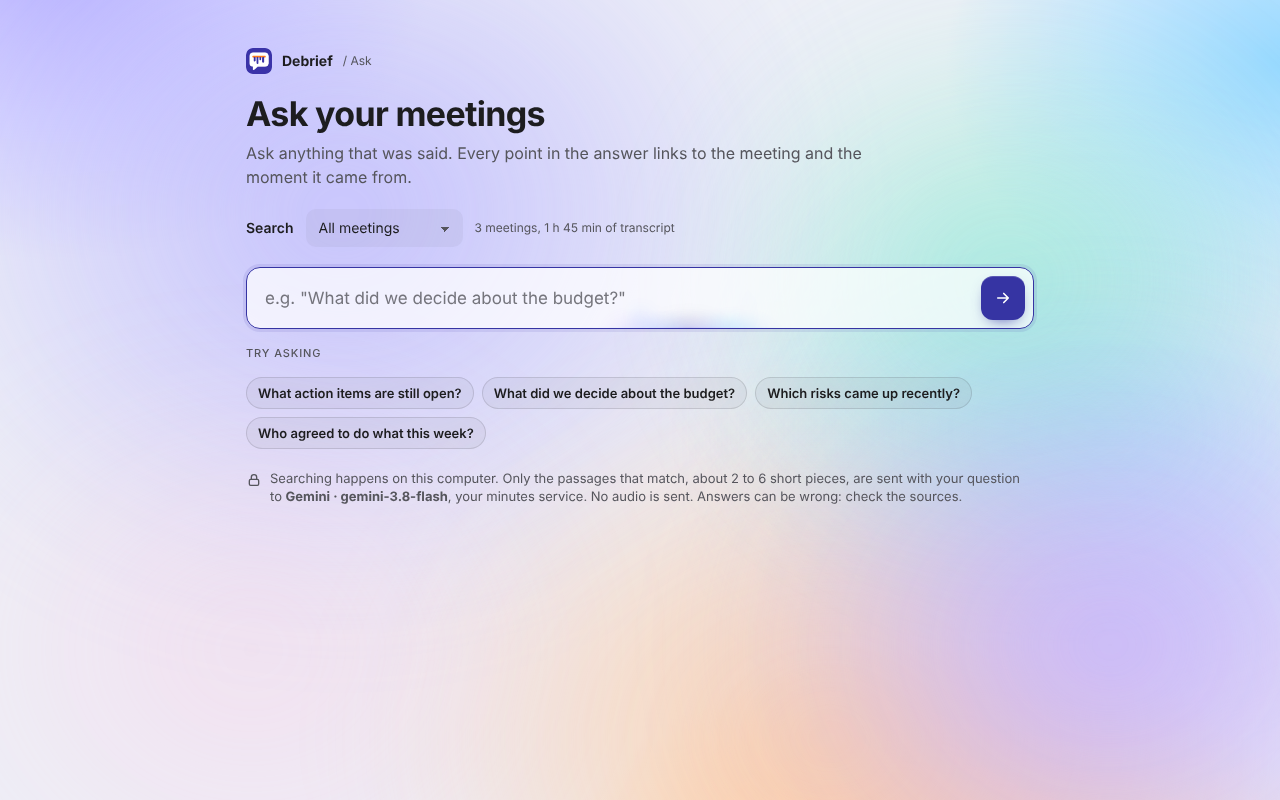 Debrief / Ask
Ask your meetings
Ask anything that was said. Every point in the answer links to the meeting and the
moment it came from.
Search All meetings 3 meetings, 1 h 45 min of transcript
e.g. "What did we decide about the budget?"
TRY ASKING
What action items are still open? What did we decide about the budget? Which risks came up recently?
Who agreed to do what this week?
Searching happens on this computer. Only the passages that match, about 2 to 6 short pieces, are sent with your question
to Gemini · gemini-3.8-flash, your minutes service. No audio is sent. Answers can be wrong: check the sources.